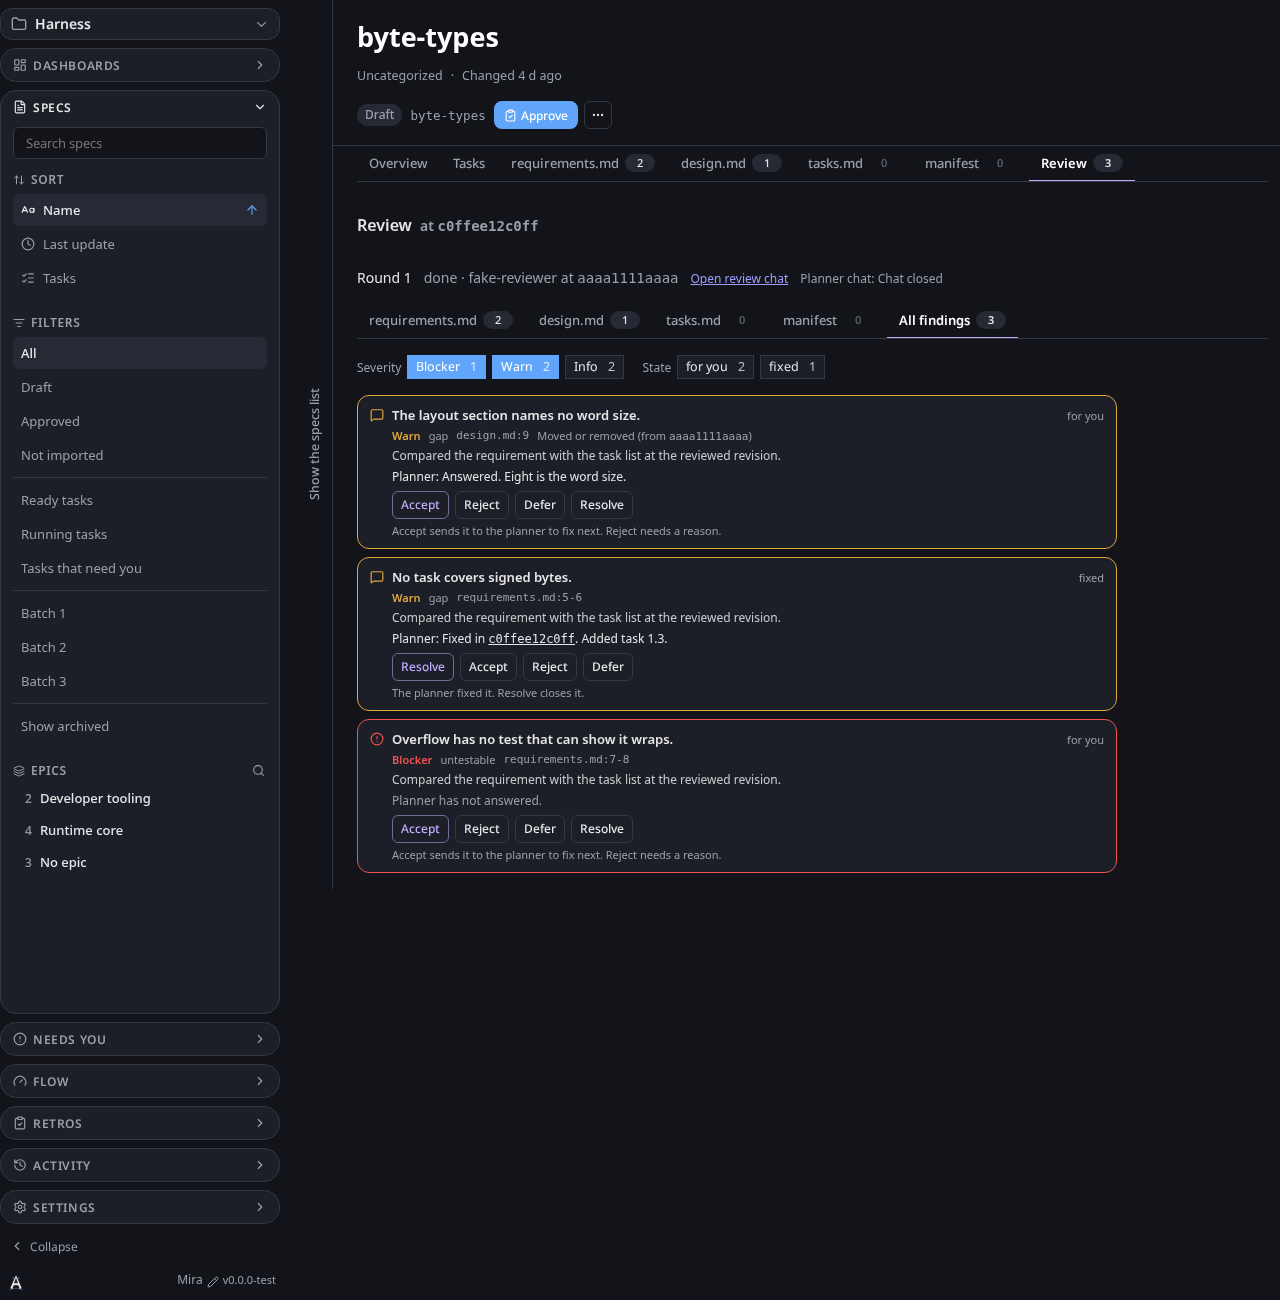 Harness
DASHBOARDS
SPECS
Search specs
SORT
Aa Name
Last update
Tasks
FILTERS
All
Draft
Approved
Not imported
Ready tasks
Running tasks
Tasks that need you
Batch 1
Batch 2
Batch 3
Show archived
EPICS
2 Developer tooling
4 Runtime core
3 No epic
NEEDS YOU
FLOW
RETROS
ACTIVITY
SETTINGS
Collapse
A Mira v0.0.0-test
Show the specs list
byte-types
Uncategorized · Changed 4 d ago
Draft byte-types Approve ···
Overview Tasks requirements.md 2 design.md 1 tasks.md 0 manifest 0 Review 3
Review at c0ffee12c0ff
Round 1 done · fake-reviewer at aaaa1111aaaa Open review chat Planner chat: Chat closed
requirements.md 2 design.md 1 tasks.md 0 manifest 0 All findings 3
Severity Blocker 1 Warn 2 Info 2 State for you 2 fixed 1
The layout section names no word size. for you
Warn gap design.md:9 Moved or removed (from aaaa1111aaaa)
Compared the requirement with the task list at the reviewed revision.
Planner: Answered. Eight is the word size.
Accept Reject Defer Resolve
Accept sends it to the planner to fix next. Reject needs a reason.
No task covers signed bytes. fixed
Warn gap requirements.md:5-6
Compared the requirement with the task list at the reviewed revision.
Planner: Fixed in c0ffee12c0ff. Added task 1.3.
Resolve Accept Reject Defer
The planner fixed it. Resolve closes it.
Overflow has no test that can show it wraps. for you
Blocker untestable requirements.md:7-8
Compared the requirement with the task list at the reviewed revision.
Planner has not answered.
Accept Reject Defer Resolve
Accept sends it to the planner to fix next. Reject needs a reason.